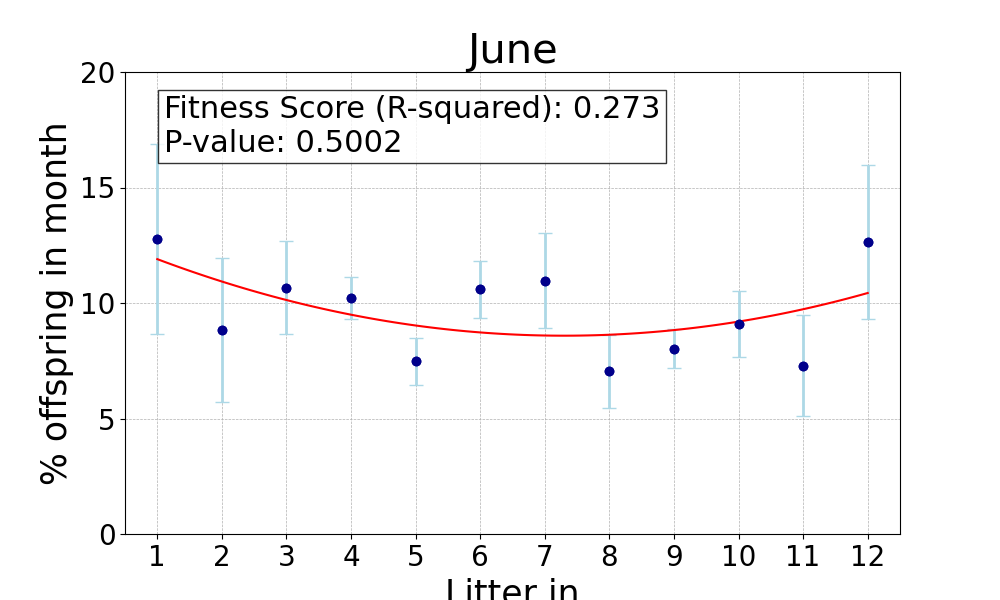 June
Fitness Score (R-squared): 0.273
P-value: 0.5002
% offspring in month
20
15
10
5
0
1 2 3 4 5 6 7 8 9 10 11 12
Litter in